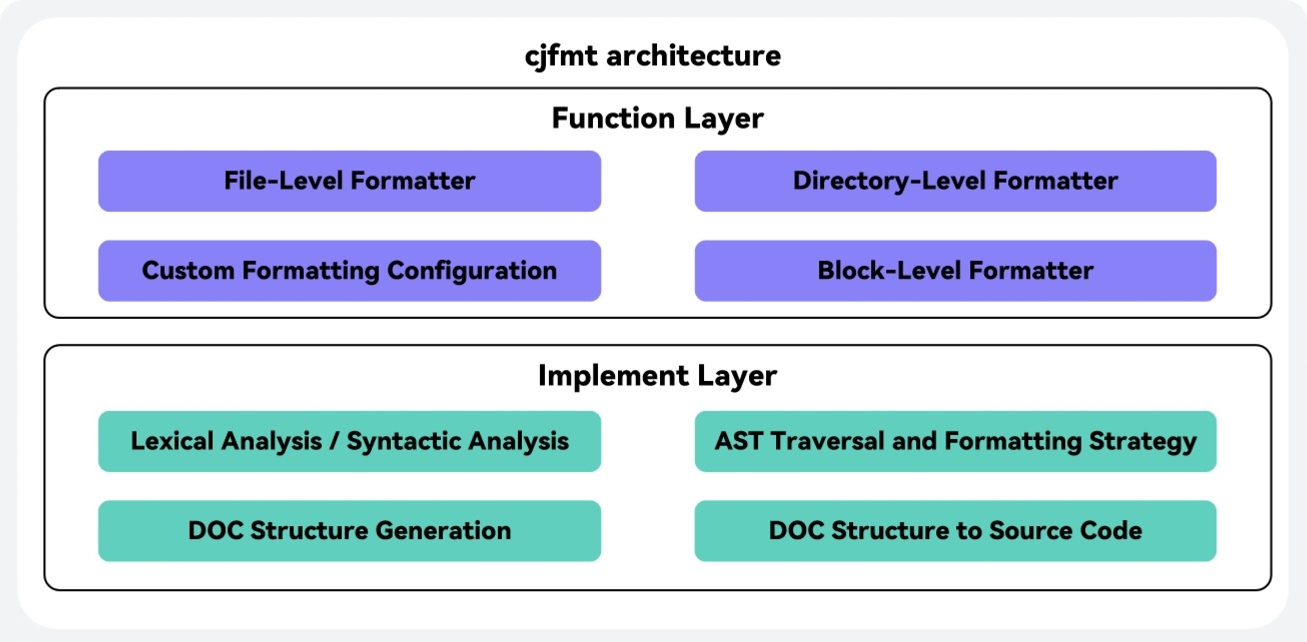 cjfmt architecture
Function Layer
File-Level Formatter
Directory-Level Formatter
Custom Formatting Configuration
Block-Level Formatter
Implement Layer
Lexical Analysis / Syntactic Analysis
AST Traversal and Formatting Strategy
DOC Structure Generation
DOC Structure to Source Code